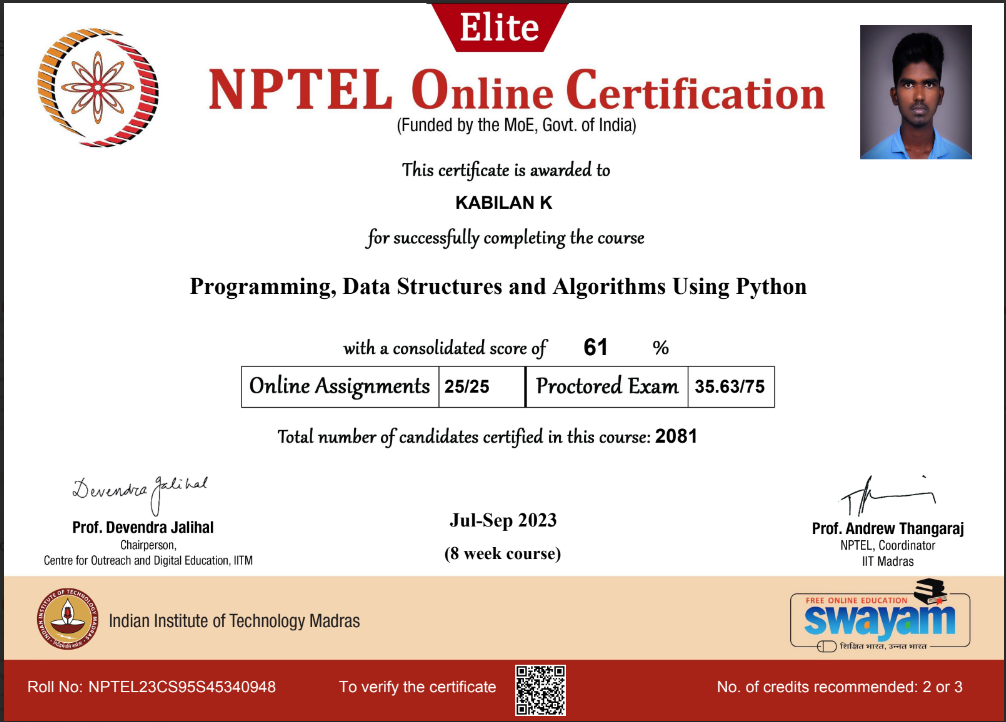 Elite
NPTEL Online Certification
(Funded by the MoE, Govt. of India)
This certificate is awarded to
KABILAN K
for successfully completing the course
Programming, Data Structures and Algorithms Using Python
with a consolidated score of 61 %
Online Assignments 25/25 Proctored Exam 35.63/75
Total number of candidates certified in this course: 2081
Devendra Jalihal
Prof. Devendra Jalihal
Chairperson,
Centre for Outreach and Digital Education, IITM
Jul-Sep 2023
(8 week course)
Prof. Andrew Thangaraj
NPTEL, Coordinator
IIT Madras
INDIAN INSTITUTE OF TECHNOLOGY MADRAS
Indian Institute of Technology Madras
FREE ONLINE EDUCATION
swayam
शिक्षित भारत, उन्नत भारत
Roll No: NPTEL23CS95S45340948
To verify the certificate
No. of credits recommended: 2 or 3